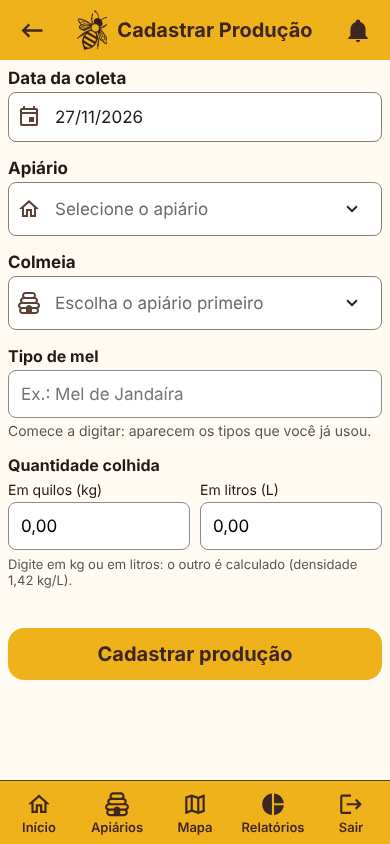 Cadastrar Produção
Data da coleta
27/11/2026
Apiário
Selecione o apiário
Colmeia
Escolha o apiário primeiro
Tipo de mel
Ex.: Mel de Jandaíra
Comece a digitar: aparecem os tipos que você já usou.
Quantidade colhida
Em quilos (kg)
Em litros (L)
0,00
0,00
Digite em kg ou em litros: o outro é calculado (densidade
1,42 kg/L).
Cadastrar produção
Início
Apiários
Mapa
Relatórios
Sair